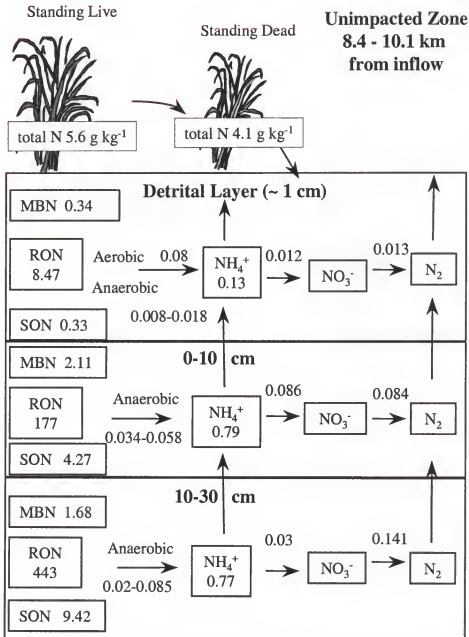 Standing Live
Standing Dead
Unimpacted Zone
8.4 - 10.1 km
from inflow
total N 5.6 g kg⁻¹
total N 4.1 g kg⁻¹
Detrital Layer (~ 1 cm)
MBN 0.34
RON
8.47
Aerobic
Anaerobic
0.08
NH₄⁺
0.13
0.012
NO₃⁻
0.013
N₂
SON 0.33
0.008-0.018
0-10 cm
MBN 2.11
RON
177
Anaerobic
0.034-0.058
NH₄⁺
0.79
0.086
NO₃⁻
0.084
N₂
SON 4.27
10-30 cm
MBN 1.68
RON
443
Anaerobic
0.02-0.085
NH₄⁺
0.77
0.03
NO₃⁻
0.141
N₂
SON 9.42